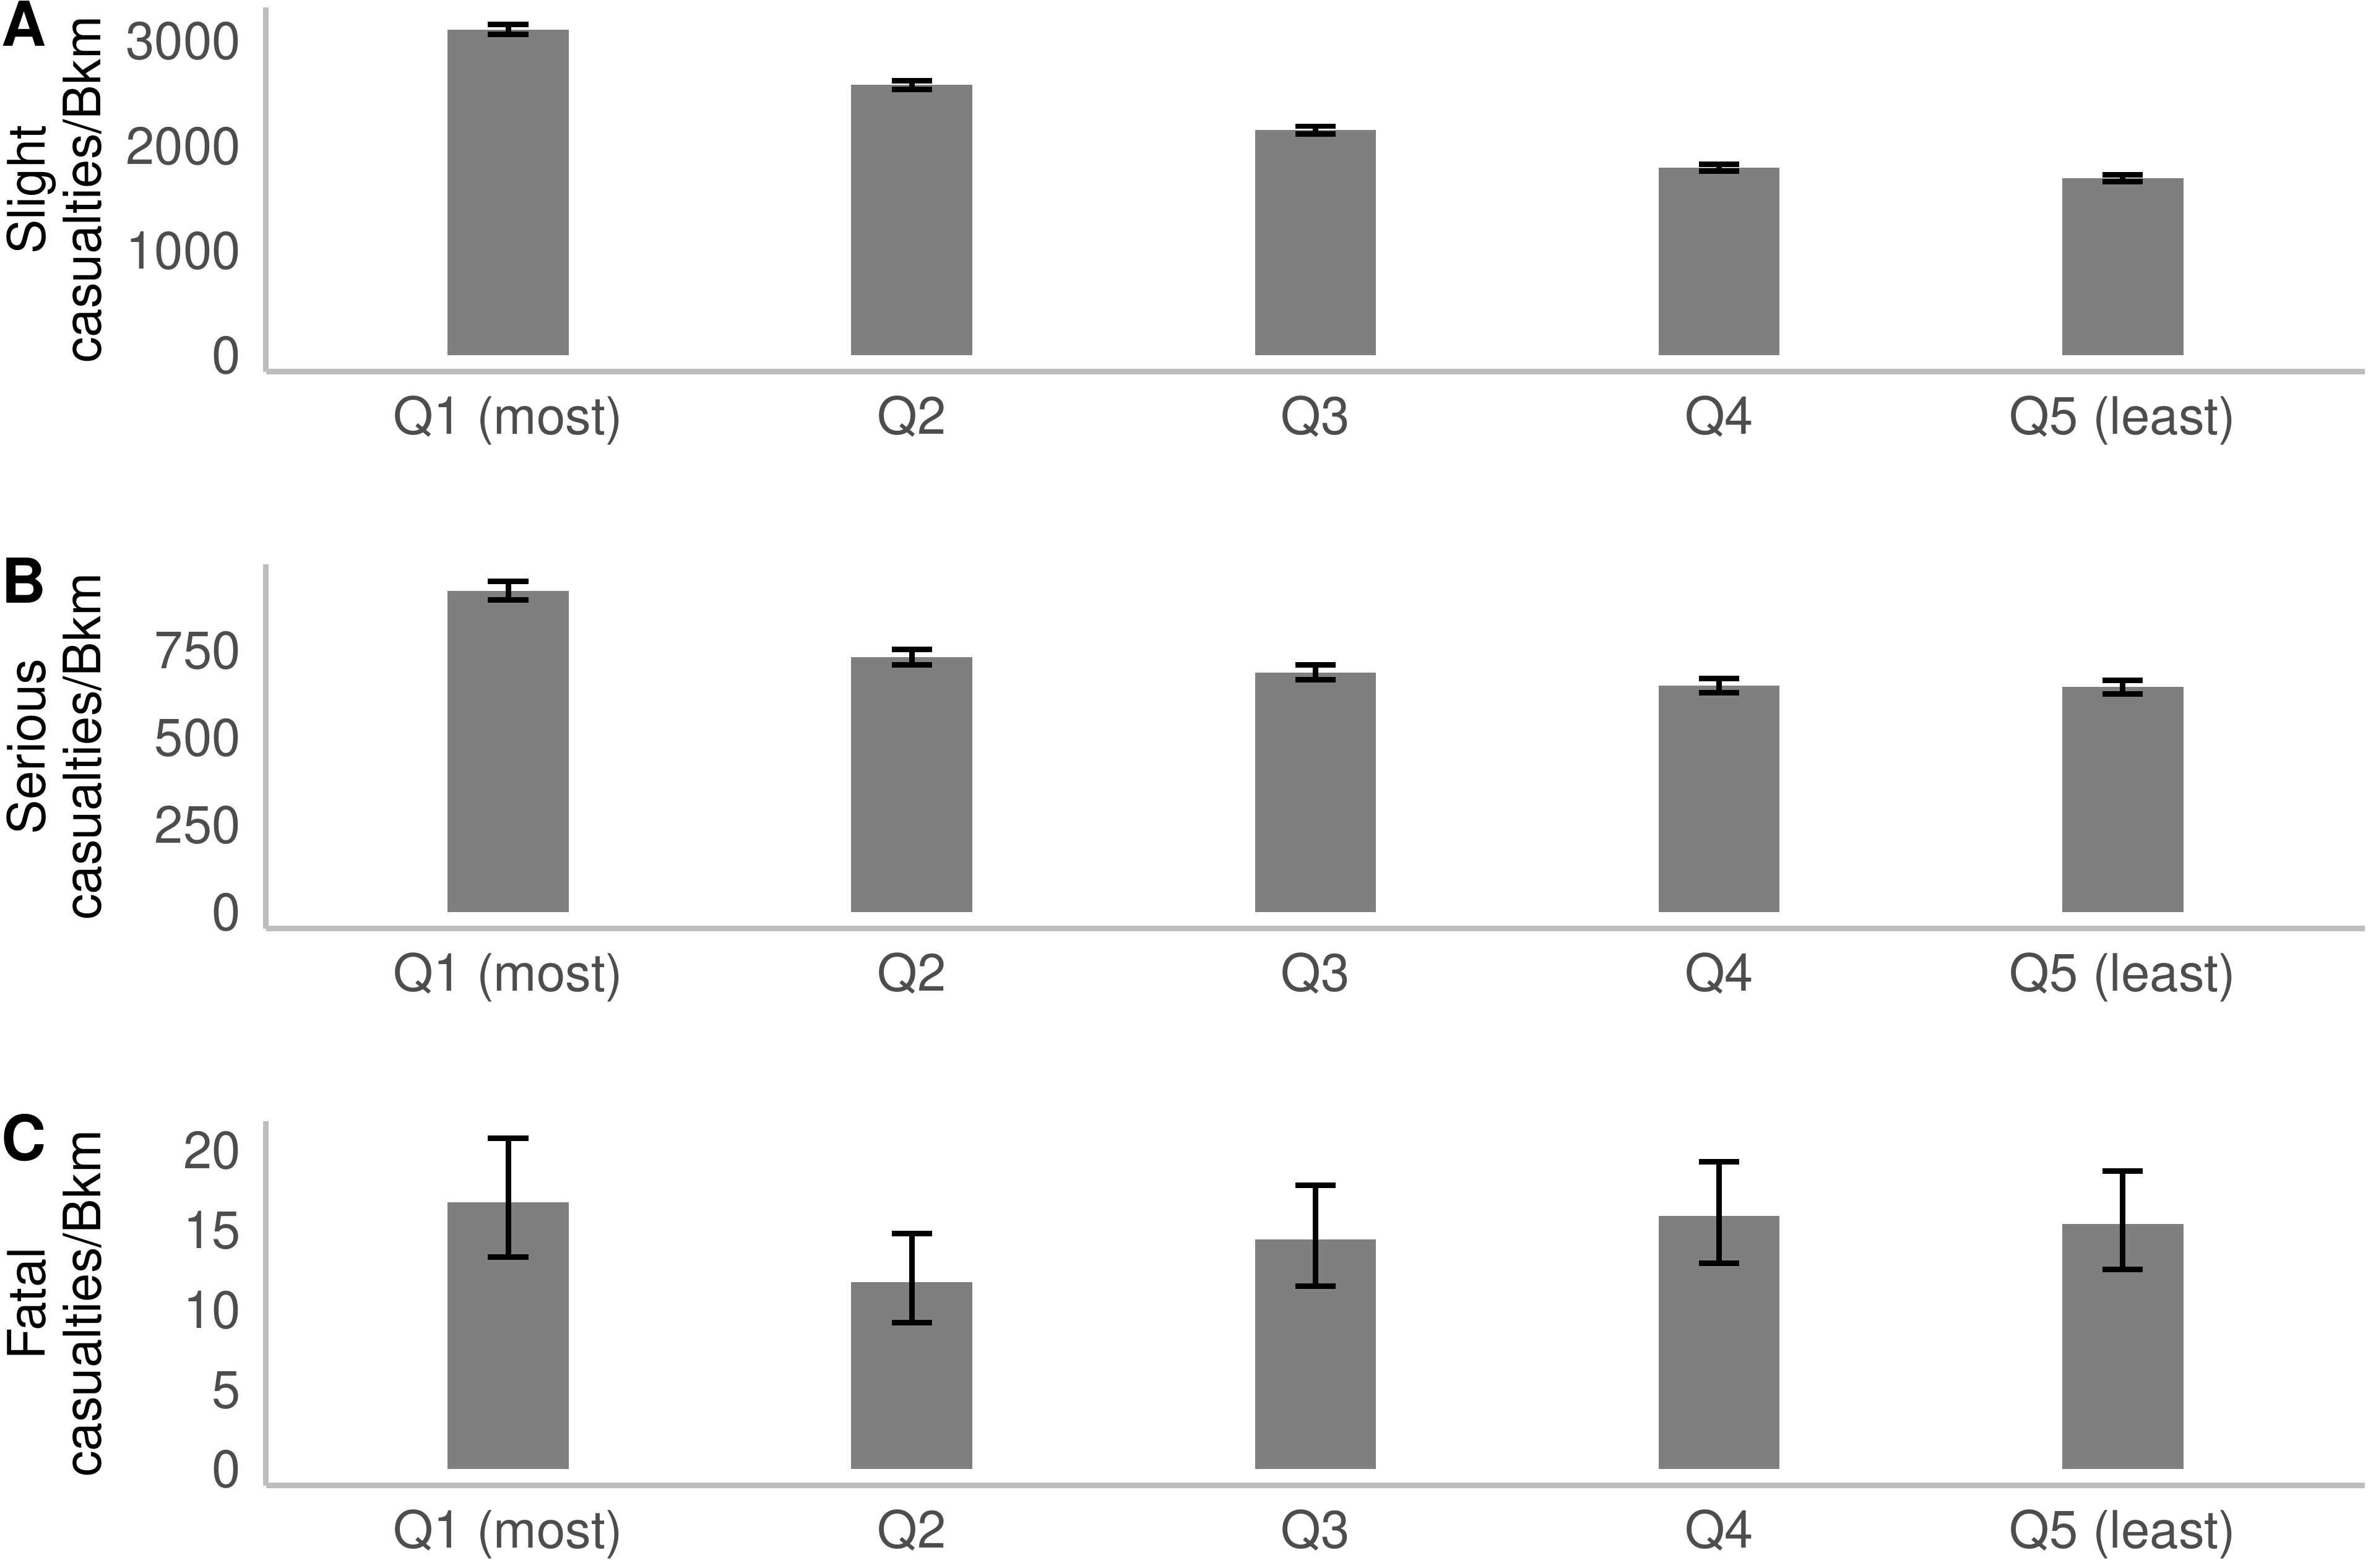 A
Slight
casualties/Bkm
3000
2000
1000
0
Q1 (most) Q2 Q3 Q4 Q5 (least)
B
Serious
casualties/Bkm
750
500
250
0
Q1 (most) Q2 Q3 Q4 Q5 (least)
C
Fatal
casualties/Bkm
20
15
10
5
0
Q1 (most) Q2 Q3 Q4 Q5 (least)